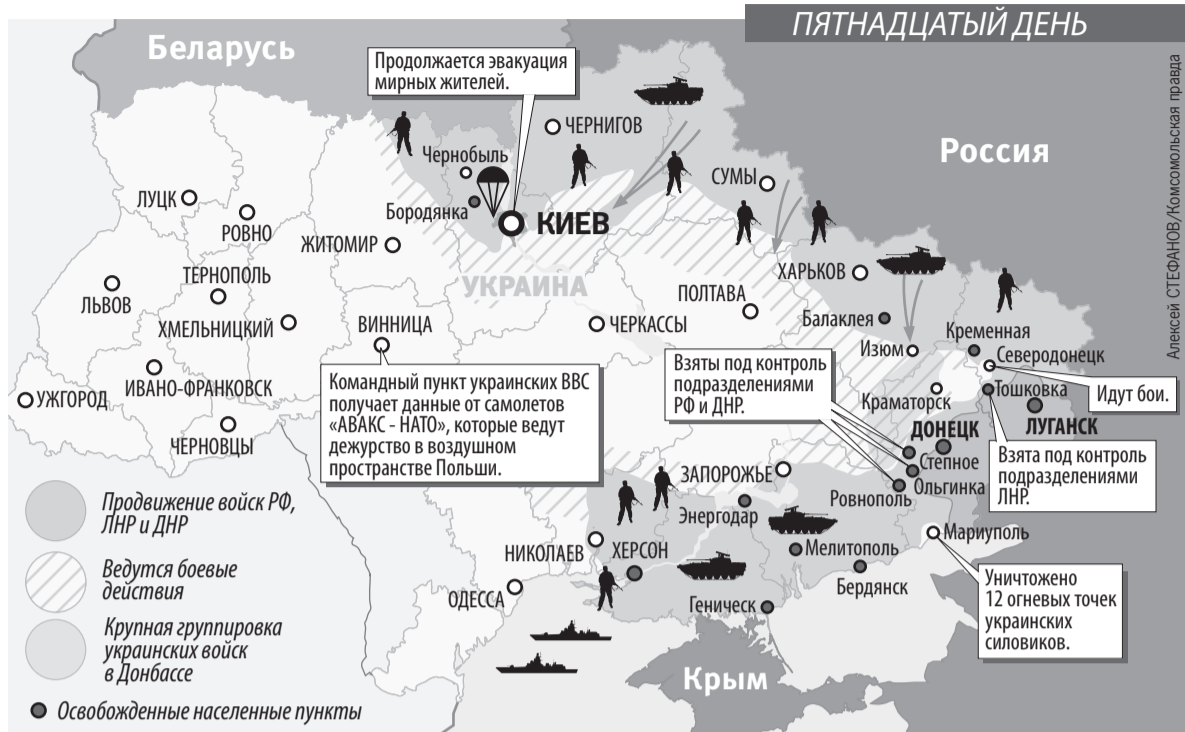 ПЯТНАДЦАТЫЙ ДЕНЬ
Беларусь
Продолжается эвакуация
мирных жителей.
Россия
Алексей СТЕФАНОВ/Комсомольская правда
ЧЕРНИГОВ
Чернобыль
СУМЫ
Бородянка
КИЕВ
ЛУЦК
РОВНО
ЖИТОМИР
УКРАИНА
ХАРЬКОВ
ТЕРНОПОЛЬ
ЛЬВОВ
ПОЛТАВА
ХМЕЛЬНИЦКИЙ
ВИННИЦА
ЧЕРКАССЫ
Балаклея
Кременная
Изюм
Северодонецк
Идут бои.
Взяты под контроль
подразделениями
РФ и ДНР.
Командный пункт украинских ВВС
получает данные от самолетов
«АВАКС - НАТО», которые ведут
дежурство в воздушном
пространстве Польши.
ИВАНО-ФРАНКОВСК
УЖГОРОД
ЧЕРНОВЦЫ
Краматорск
Тошковка
ЛУГАНСК
ДОНЕЦК
Взята под контроль
подразделениями
ЛНР.
Степное
Ольгинка
Ровнополь
ЗАПОРОЖЬЕ
Энергодар
Мариуполь
Мелитополь
Бердянск
НИКОЛАЕВ
ХЕРСОН
ОДЕССА
Геническ
Уничтожено
12 огневых точек
украинских
силовиков.
Крым
Продвижение войск РФ,
ЛНР и ДНР
Ведутся боевые
действия
Крупная группировка
украинских войск
в Донбассе
Освобожденные населенные пункты